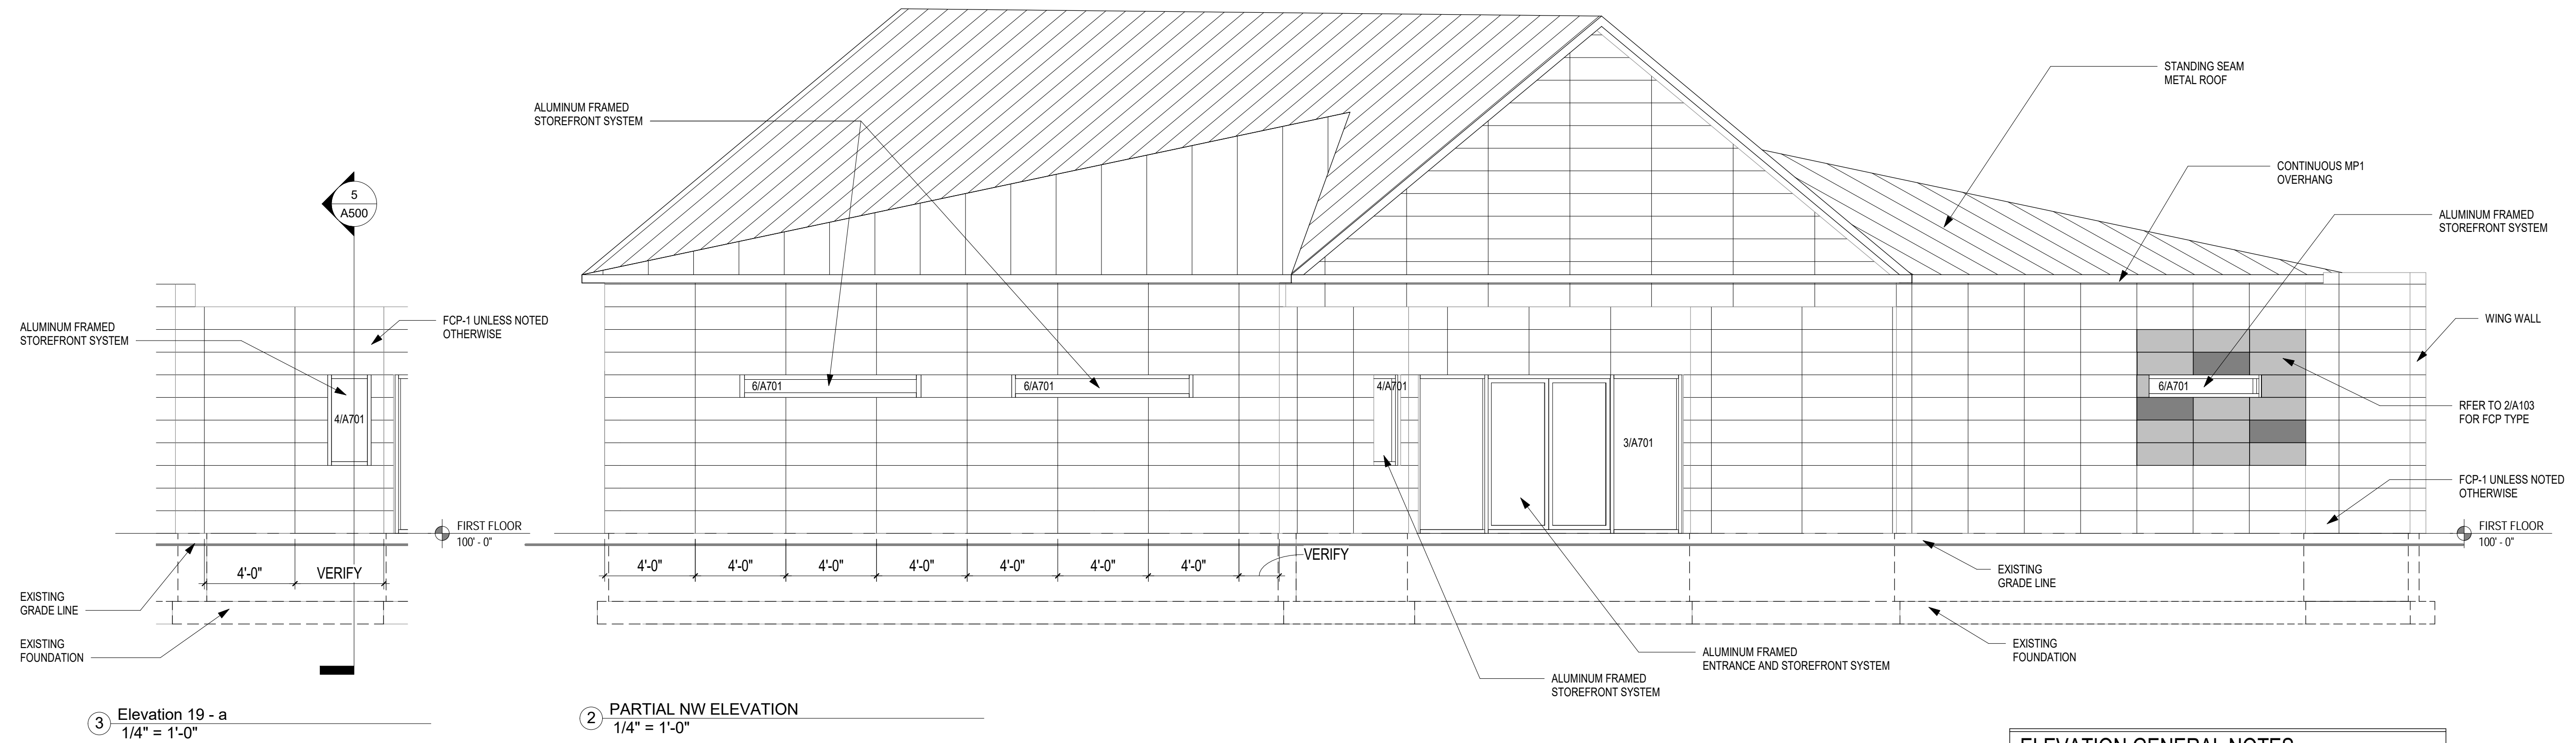 5
A500
ALUMINUM FRAMED
STOREFRONT SYSTEM
FCP-1 UNLESS NOTED
OTHERWISE
4/A701
FIRST FLOOR
100' - 0"
4'-0"
VERIFY
EXISTING
GRADE LINE
EXISTING
FOUNDATION
3
Elevation 19 - a
1/4" = 1'-0"
ALUMINUM FRAMED
STOREFRONT SYSTEM
STANDING SEAM
METAL ROOF
CONTINUOUS MP1
OVERHANG
ALUMINUM FRAMED
STOREFRONT SYSTEM
WING WALL
6/A701
6/A701
4/A701
3/A701
6/A701
RFER TO 2/A103
FOR FCP TYPE
FCP-1 UNLESS NOTED
OTHERWISE
FIRST FLOOR
100' - 0"
4'-0"
4'-0"
4'-0"
4'-0"
4'-0"
4'-0"
4'-0"
VERIFY
EXISTING
GRADE LINE
EXISTING
FOUNDATION
ALUMINUM FRAMED
ENTRANCE AND STOREFRONT SYSTEM
ALUMINUM FRAMED
STOREFRONT SYSTEM
2
PARTIAL NW ELEVATION
1/4" = 1'-0"
ELEVATION GENERAL NOTES